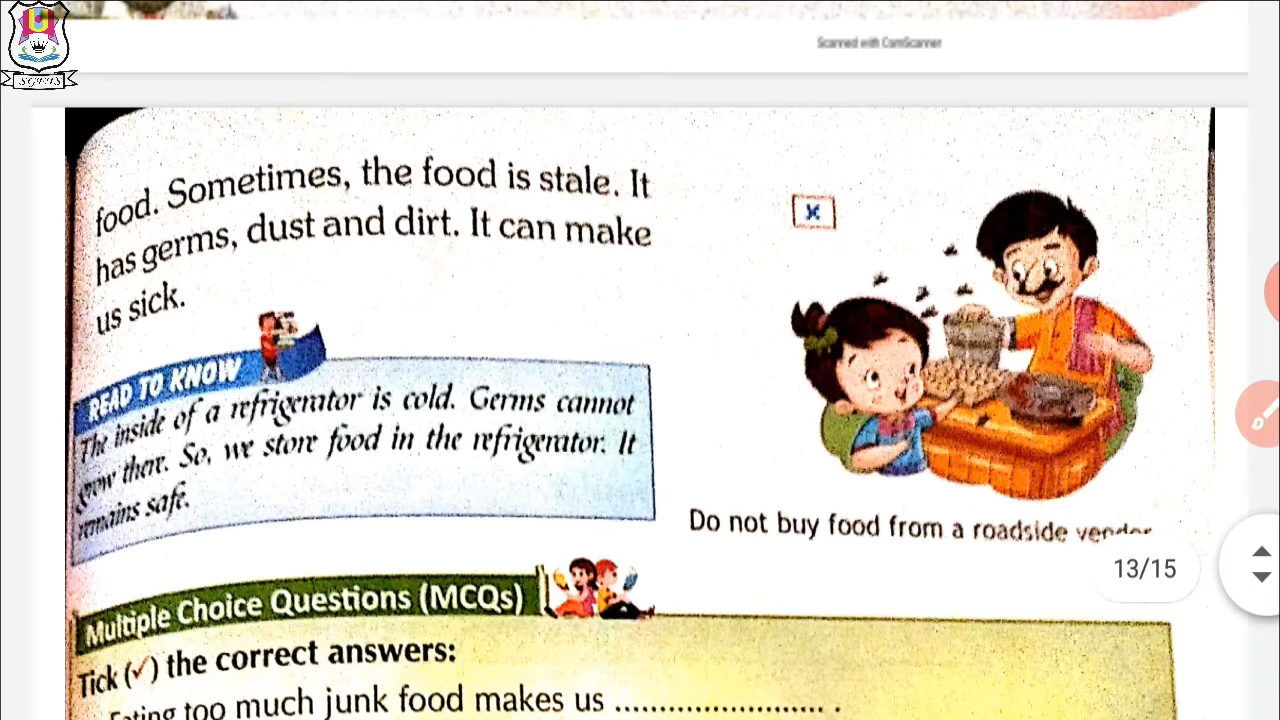 Scanned with CamScanner
food. Sometimes, the food is stale. It
has germs, dust and dirt. It can make
us sick.
READ TO KNOW
The inside of a refrigerator is cold. Germs cannot
grow there. So, we store food in the refrigerator. It
remains safe.
x
Do not buy food from a roadside vendor
13/15
Multiple Choice Questions (MCQs)
Tick (✓) the correct answers:
Eating too much junk food makes us ........................ .